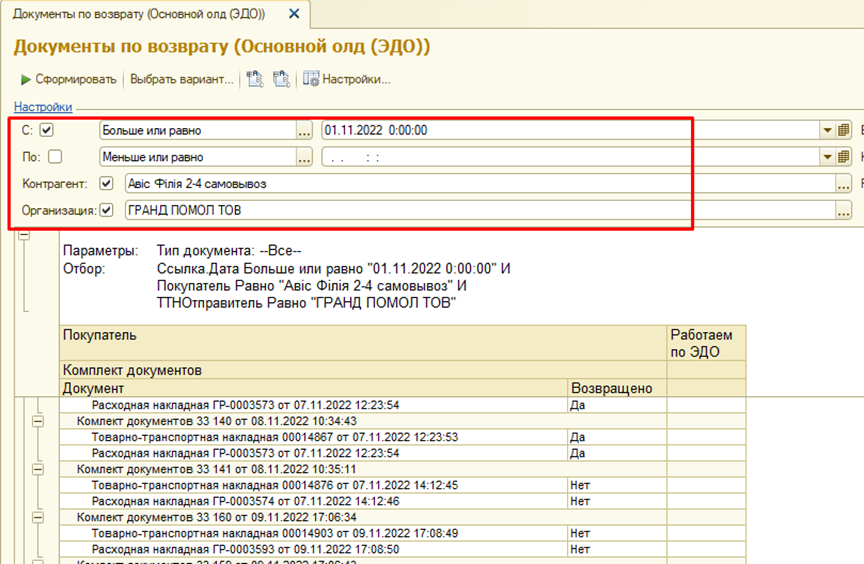 Документы по возврату (Основной олд (ЭДО)) ×
Документы по возврату (Основной олд (ЭДО))
Сформировать Выбрать вариант... Настройки...
Настройки
С: Больше или равно ... 01.11.2022 0:00:00
По: Меньше или равно ... . . : :
Контрагент: Авіс Філія 2-4 самовывоз ...
Организация: ГРАНД ПОМОЛ ТОВ ...
Параметры: Тип документа: --Все--
Отбор: Ссылка.Дата Больше или равно "01.11.2022 0:00:00" И
Покупатель Равно "Авіс Філія 2-4 самовывоз" И
ТТНОтправитель Равно "ГРАНД ПОМОЛ ТОВ"
Покупатель Работаем
по ЭДО
Комплект документов
Документ Возвращено
Расходная накладная ГР-0003573 от 07.11.2022 12:23:54 Да
Комлект документов 33 140 от 08.11.2022 10:34:43
Товарно-транспортная накладная 00014867 от 07.11.2022 12:23:53 Да
Расходная накладная ГР-0003573 от 07.11.2022 12:23:54 Да
Комлект документов 33 141 от 08.11.2022 10:35:11
Товарно-транспортная накладная 00014876 от 07.11.2022 14:12:45 Нет
Расходная накладная ГР-0003574 от 07.11.2022 14:12:46 Нет
Комлект документов 33 160 от 09.11.2022 17:06:34
Товарно-транспортная накладная 00014903 от 09.11.2022 17:08:49 Нет
Расходная накладная ГР-0003593 от 09.11.2022 17:08:50 Нет